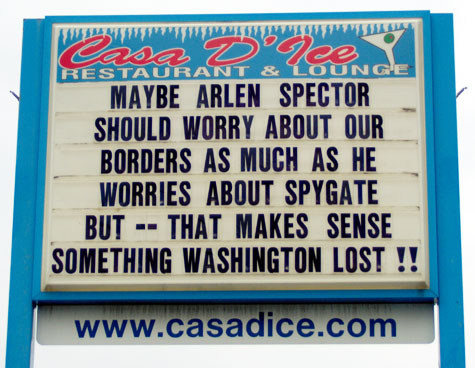 Casa D'Ice
RESTAURANT & LOUNGE
MAYBE ARLEN SPECTOR
SHOULD WORRY ABOUT OUR
BORDERS AS MUCH AS HE
WORRIES ABOUT SPYGATE
BUT -- THAT MAKES SENSE
SOMETHING WASHINGTON LOST !!
www.casadice.com